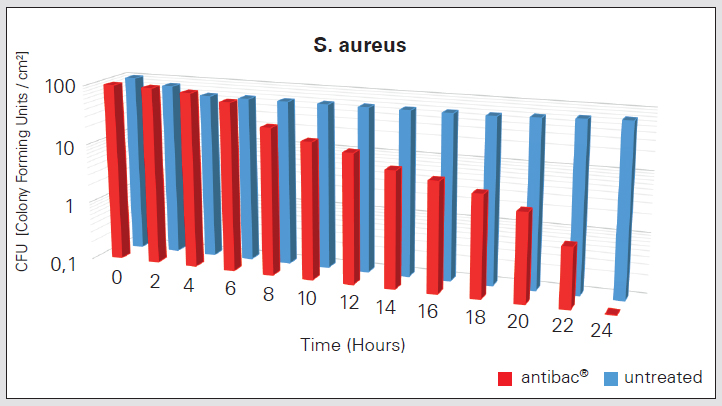 S. aureus
CFU [Colony Forming Units / cm²]
100
10
1
0,1
0 2 4 6 8 10 12 14 16 18 20 22 24
Time (Hours)
antibac® untreated